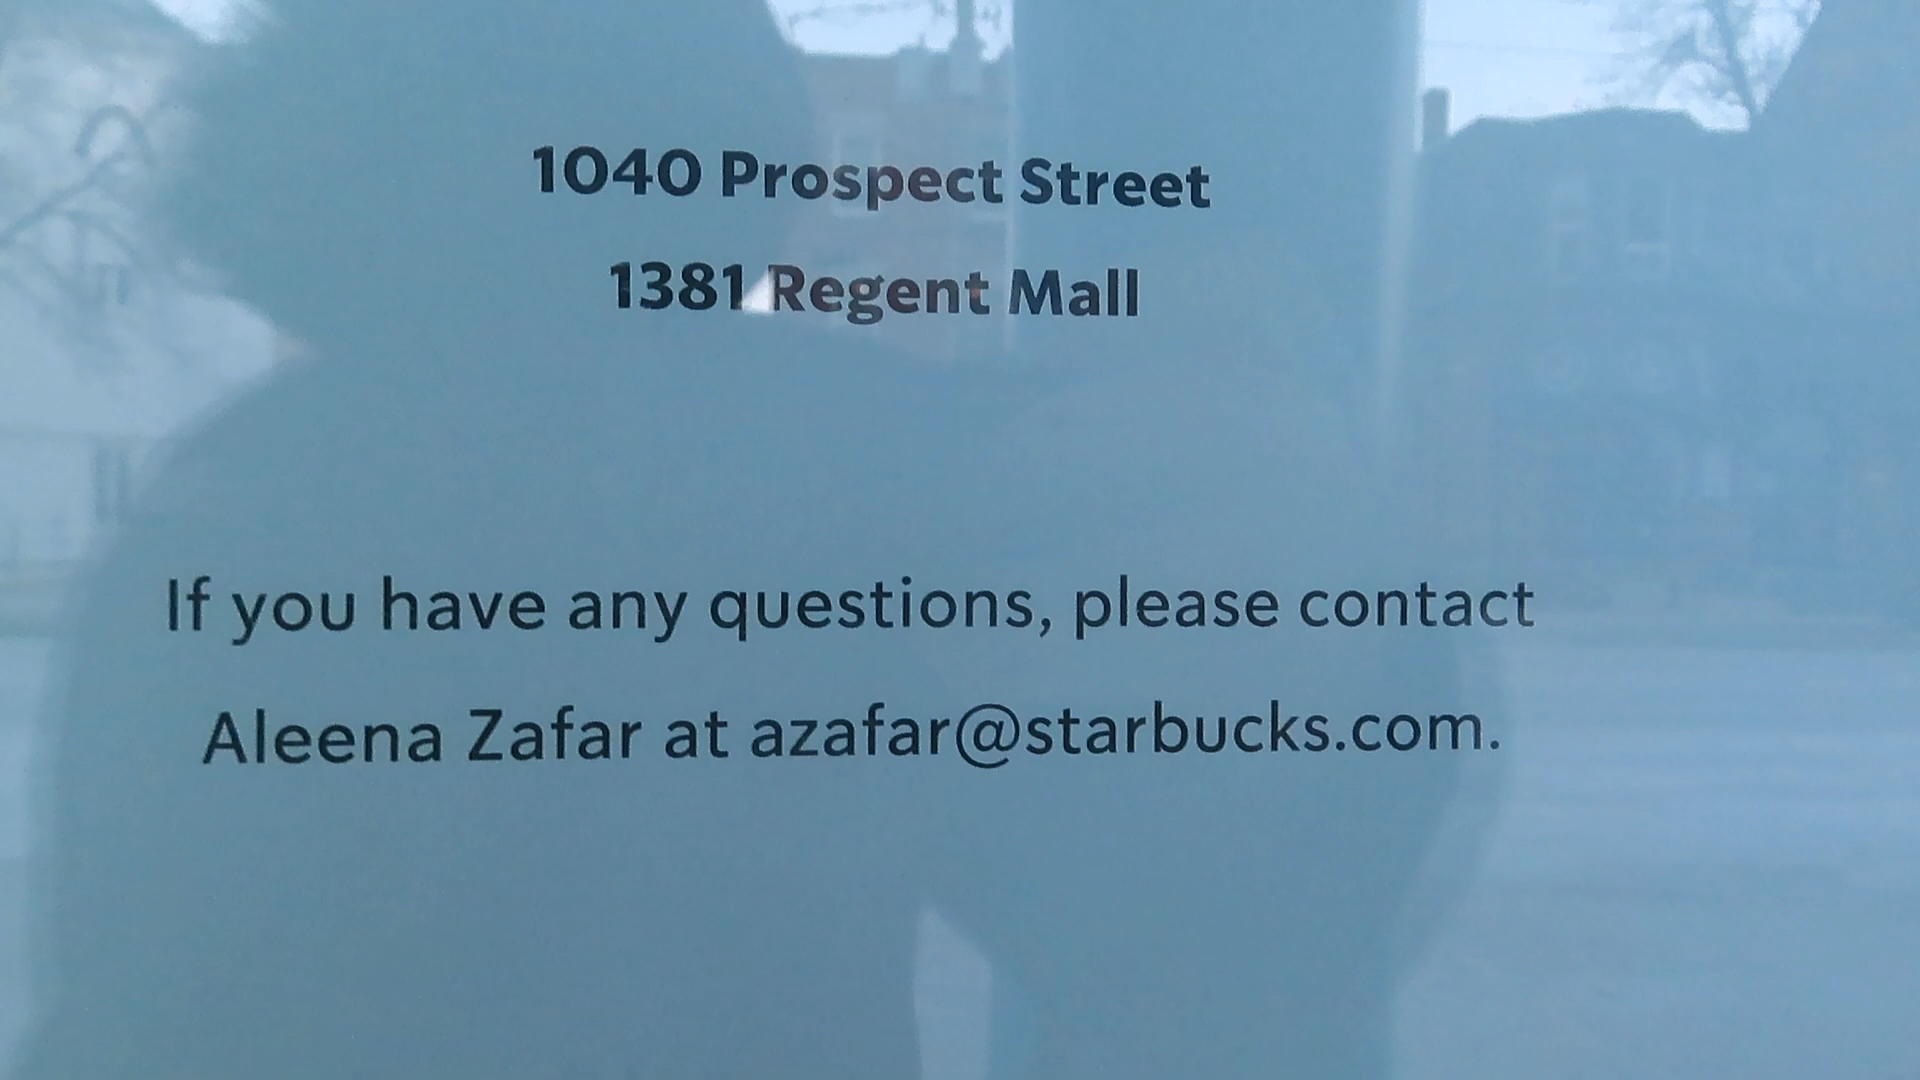 1040 Prospect Street
1381 Regent Mall
If you have any questions, please contact
Aleena Zafar at azafar@starbucks.com.